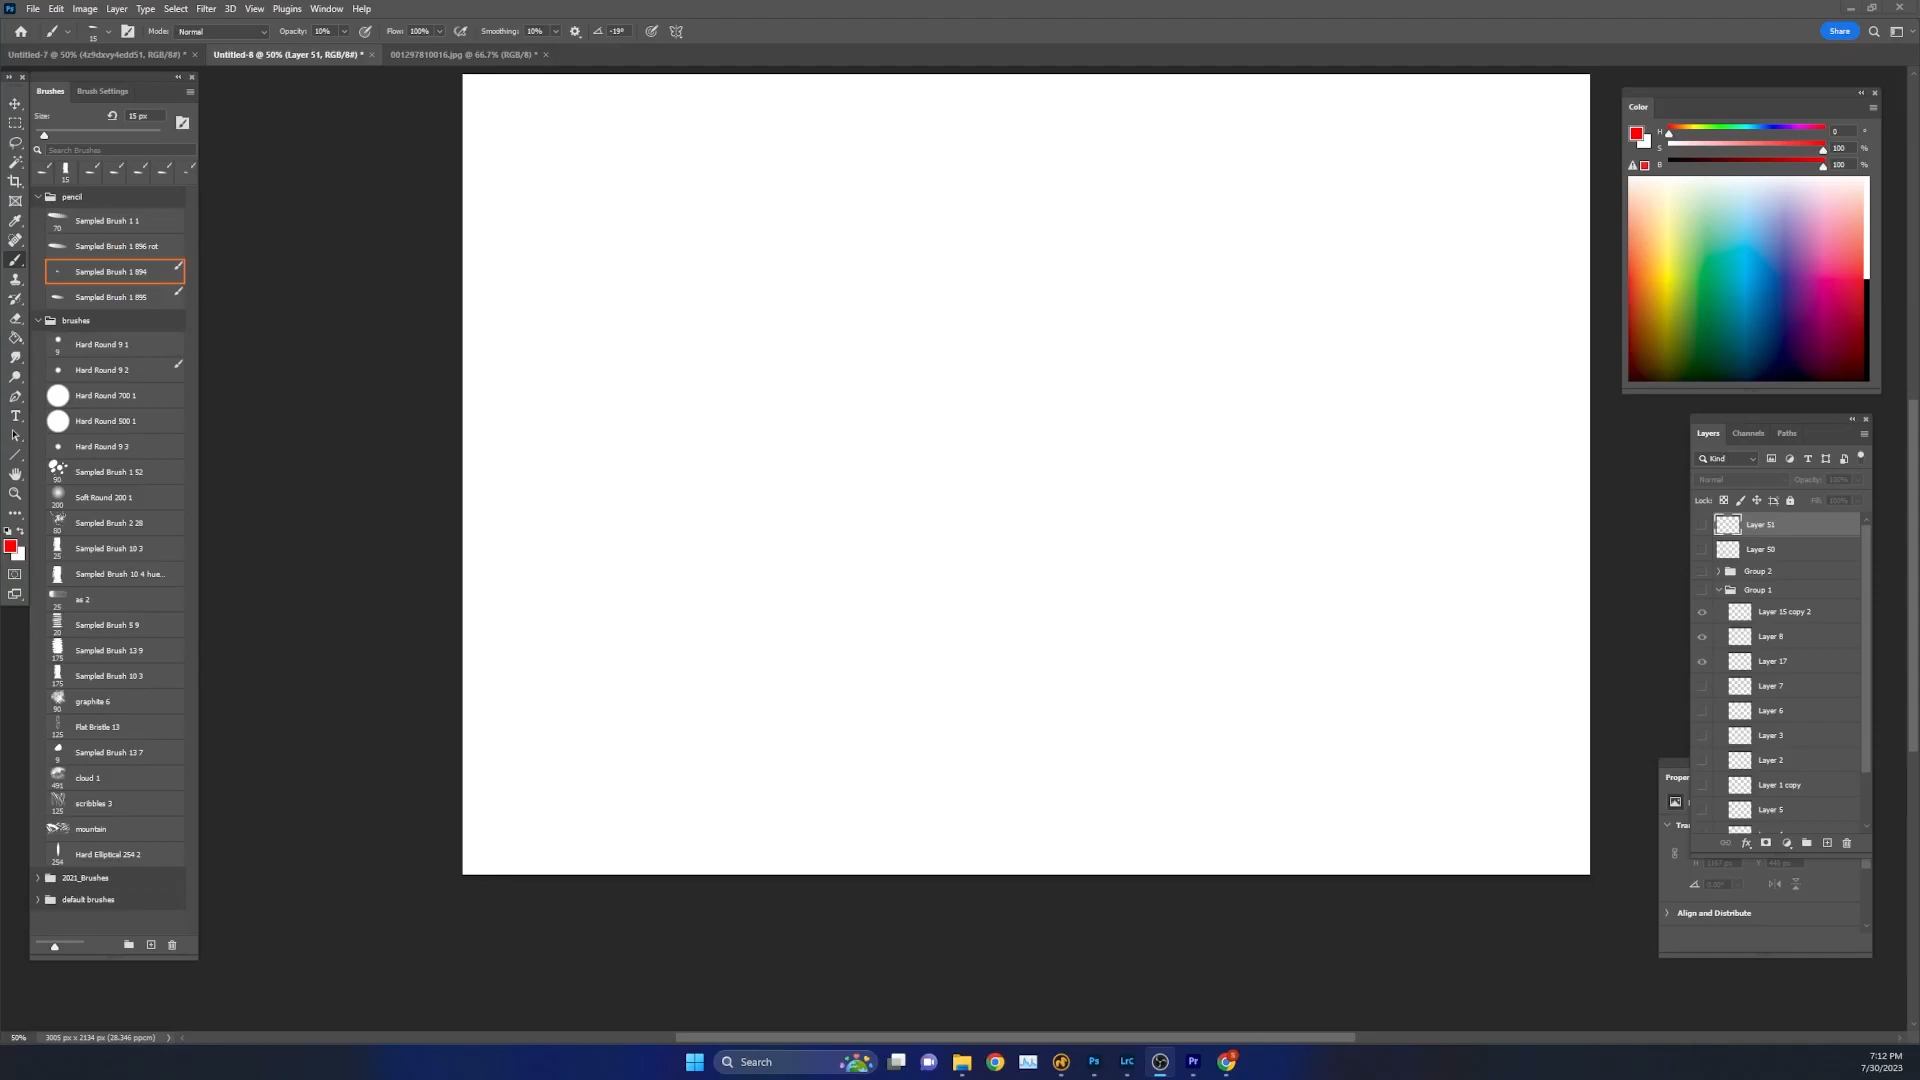 Ps File Edit Image Layer Type Select Filter 3D View Plugins Window Help
15 Mode: Normal Opacity: 10% Flow: 100% Smoothing: 10% -19° Share
Untitled-7 @ 50% (4z9dxvy4edd51, RGB/8#) * × Untitled-8 @ 50% (Layer 51, RGB/8#) * × 001297810016.jpg @ 66.7% (RGB/8) * ×
Brushes Brush Settings
Size: 15 px
Search Brushes
15
pencil
Sampled Brush 1 1
70
Sampled Brush 1 896 rot
Sampled Brush 1 894
Sampled Brush 1 895
brushes
Hard Round 9 1
9
Hard Round 9 2
Hard Round 700 1
Hard Round 500 1
Hard Round 9 3
Sampled Brush 1 52
90
Soft Round 200 1
200
Sampled Brush 2 28
80
Sampled Brush 10 3
25
Sampled Brush 10 4 hue...
as 2
25
Sampled Brush 5 9
20
Sampled Brush 13 9
175
Sampled Brush 10 3
175
graphite 6
90
Flat Bristle 13
125
Sampled Brush 13 7
9
cloud 1
491
scribbles 3
125
mountain
Hard Elliptical 254 2
254
2021_Brushes
default brushes
Color
H 0 °
S 100 %
B 100 %
Layers Channels Paths
Kind
Normal Opacity: 100%
Lock: Fill: 100%
Layer 51
Layer 50
Group 2
Group 1
Layer 15 copy 2
Layer 8
Layer 17
Layer 7
Layer 6
Layer 3
Layer 2
Layer 1 copy
Layer 5
Proper
Tran
H 1167 px Y: 445 px
0.00°
Align and Distribute
50% 3005 px x 2134 px (28.346 ppcm)
Search
Ps LrC Pr
7:12 PM
7/30/2023